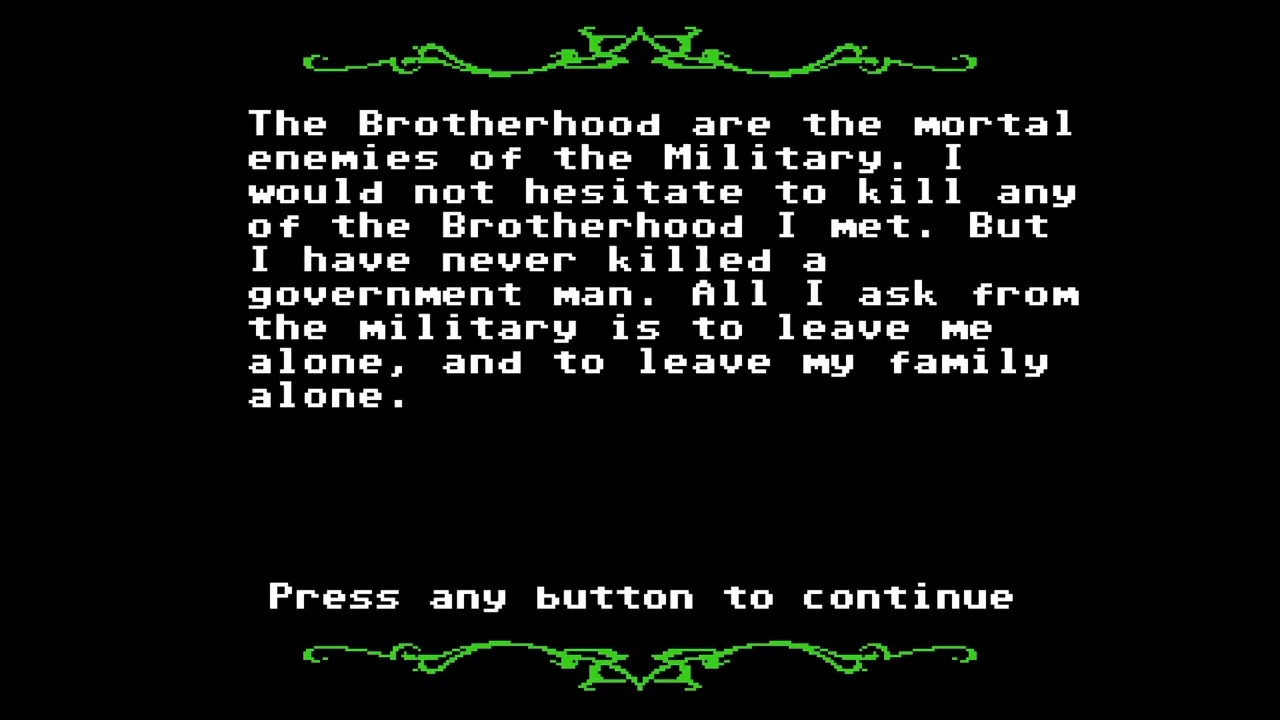 The Brotherhood are the mortal
enemies of the Military. I
would not hesitate to kill any
of the Brotherhood I met. But
I have never killed a
government man. All I ask from
the military is to leave me
alone, and to leave my family
alone.
Press any button to continue